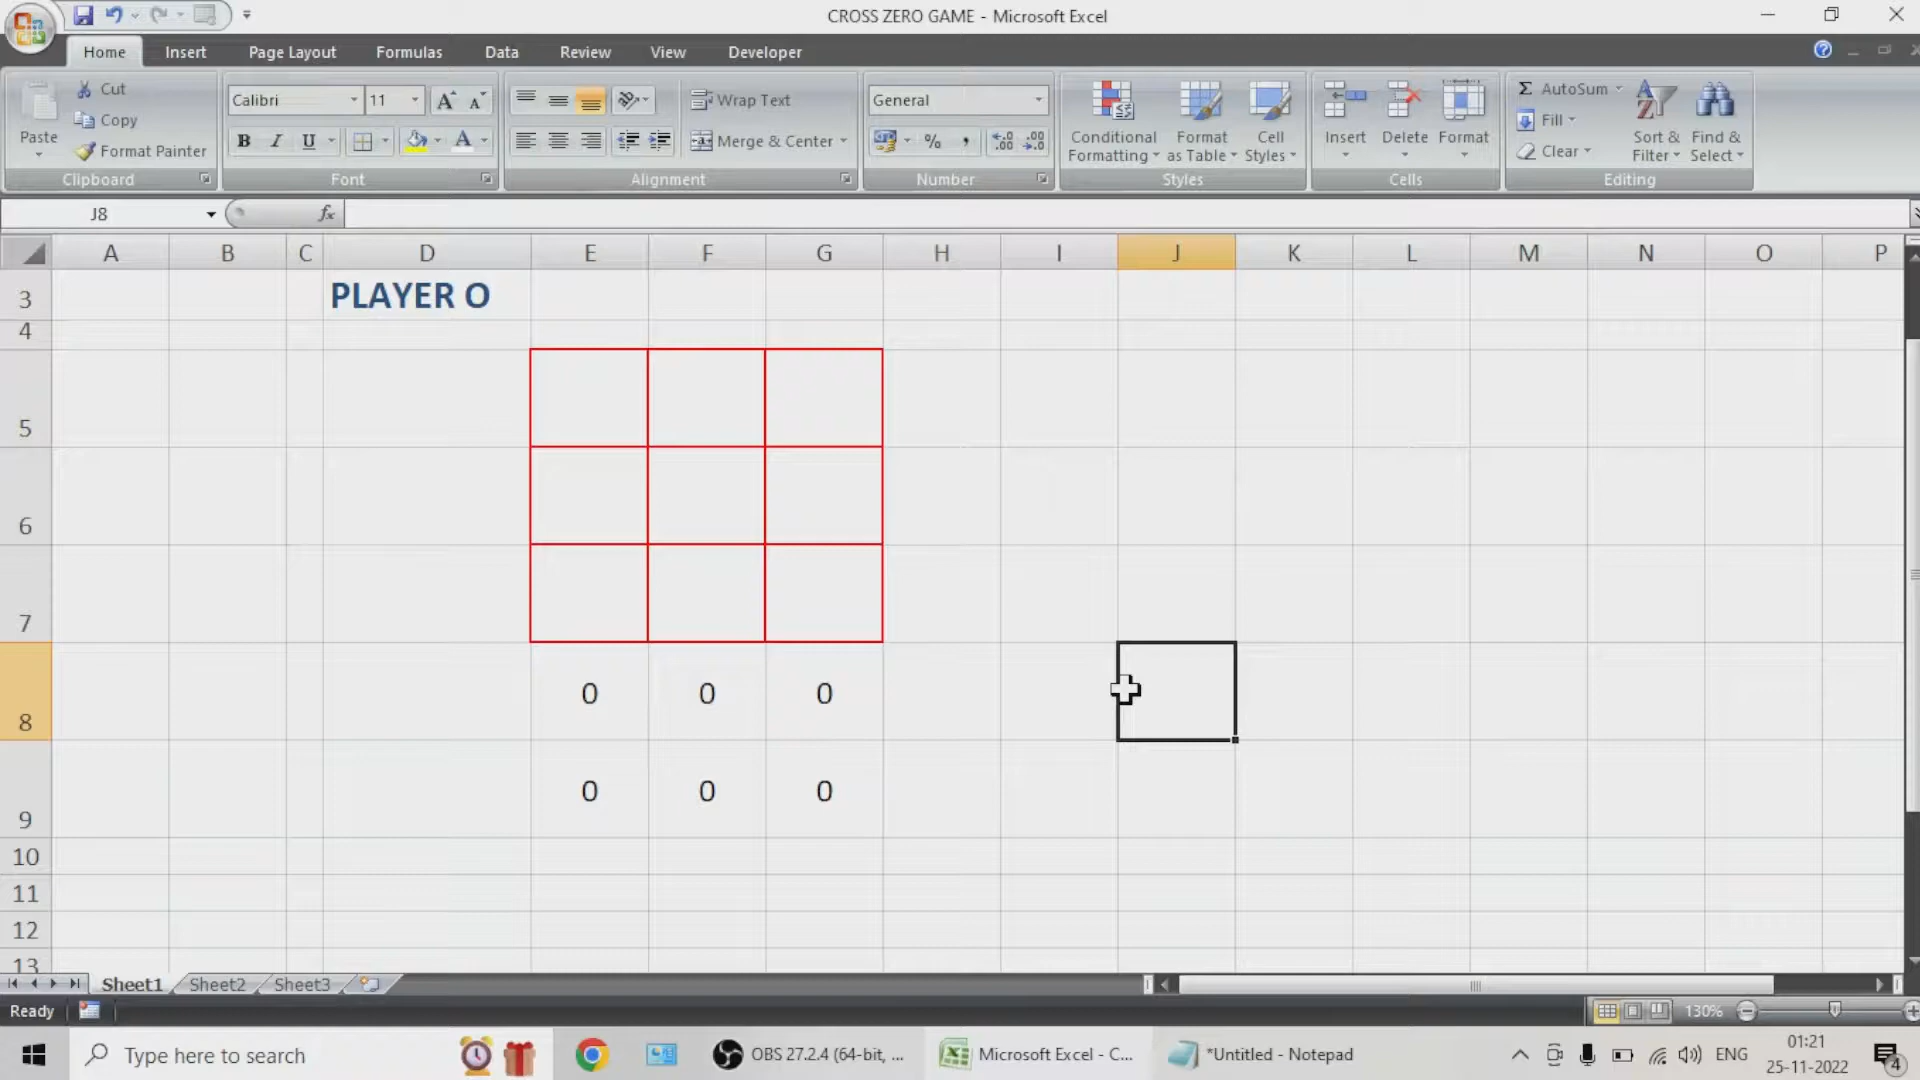 CROSS ZERO GAME - Microsoft Excel
Home Insert Page Layout Formulas Data Review View Developer
Paste
Cut
Copy
Format Painter
Clipboard
Calibri 11
B I U
Font
Wrap Text
Merge & Center
Alignment
General
%
Number
Conditional Formatting
Format as Table
Cell Styles
Styles
Insert
Delete
Format
Cells
AutoSum
Fill
Clear
Sort & Filter
Find & Select
Editing
J8
fx
A B C D E F G H I J K L M N O P
3 PLAYER O
4
5
6
7
8 0 0 0
9 0 0 0
10
11
12
13
Sheet1 Sheet2 Sheet3
Ready
130%
Type here to search
OBS 27.2.4 (64-bit, ...
Microsoft Excel - C...
*Untitled - Notepad
ENG
01:21
25-11-2022
4